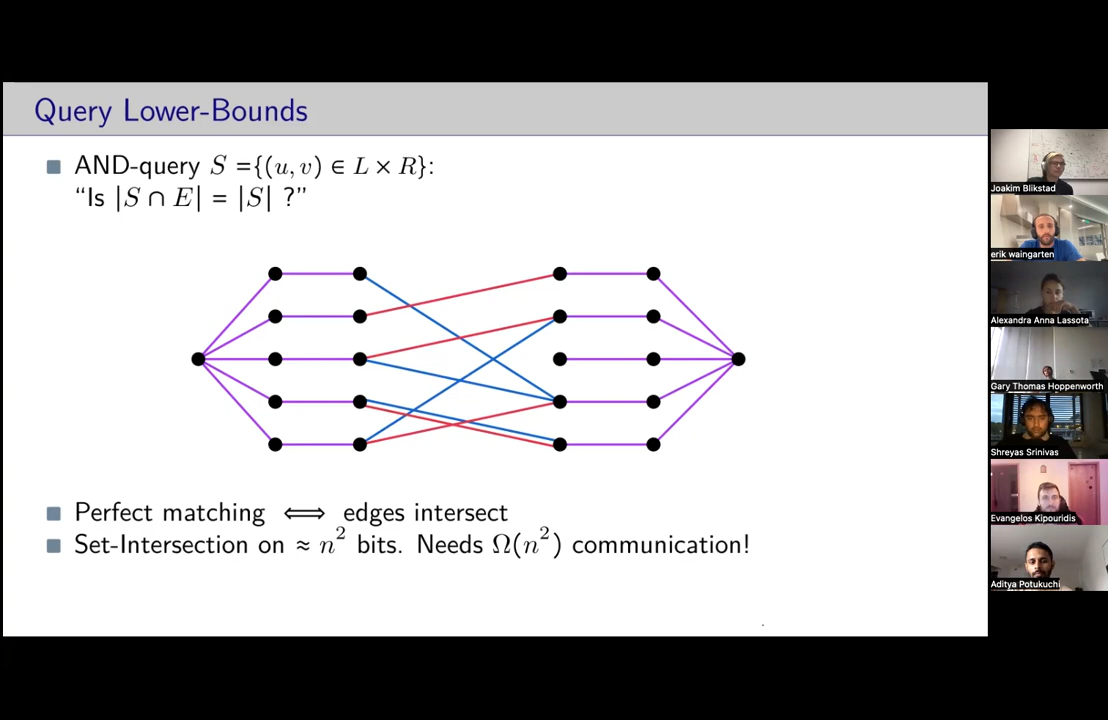 Query Lower-Bounds
AND-query S ={(u, v) ∈ L × R}:
“Is |S ∩ E| = |S| ?”
Perfect matching ⟺ edges intersect
Set-Intersection on ≈ n² bits. Needs Ω(n²) communication!
Joakim Blikstad
erik waingarten
Alexandra Anna Lassota
Gary Thomas Hoppenworth
Shreyas Srinivas
Evangelos Kipouridis
Aditya Potukuchi